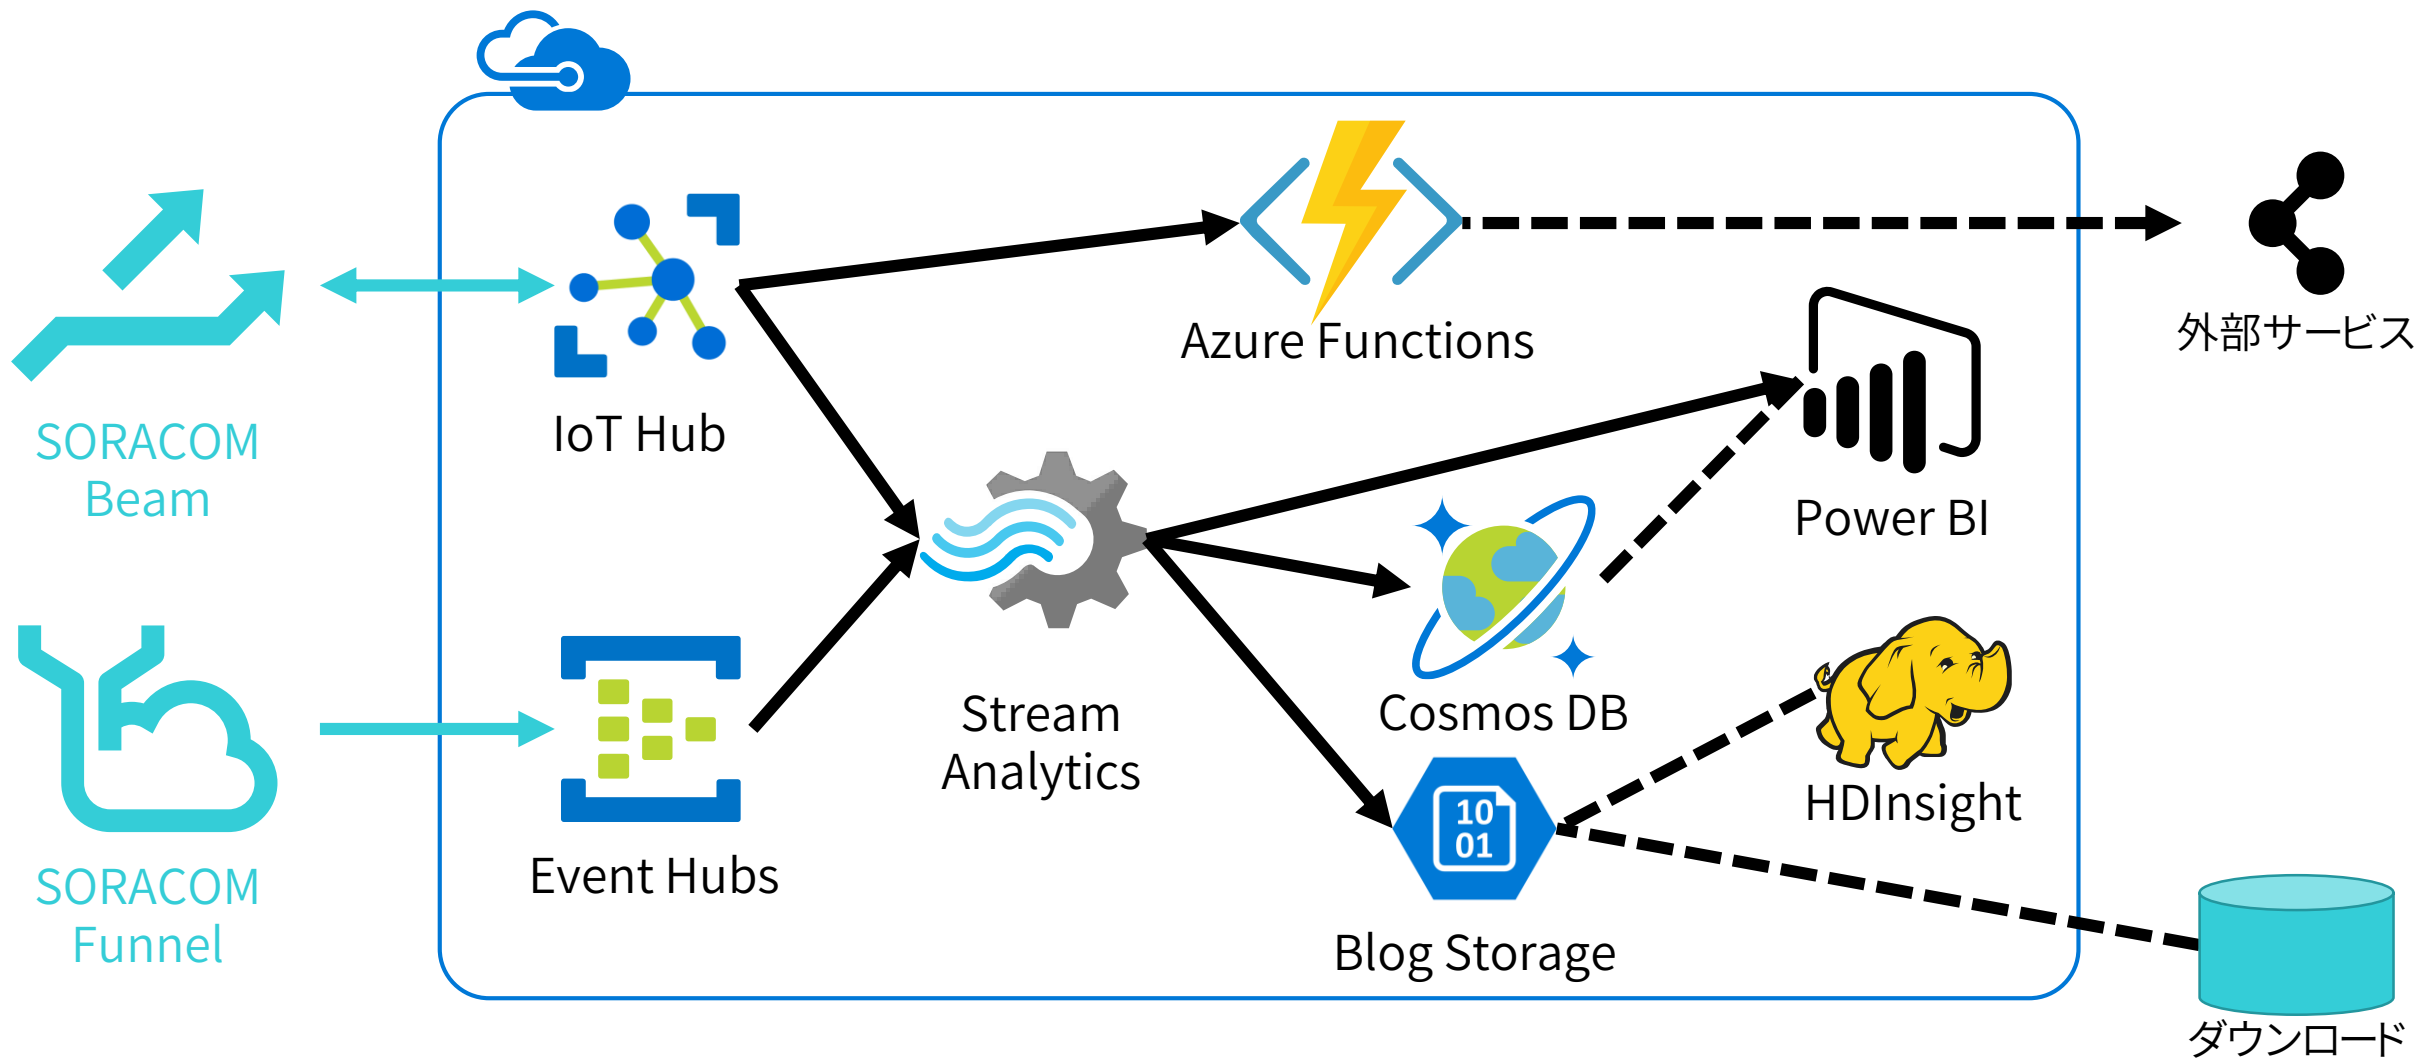 SORACOM
Beam
SORACOM
Funnel
IoT Hub
Event Hubs
Stream
Analytics
Azure Functions
Power BI
Cosmos DB
HDInsight
10
01
Blog Storage
外部サービス
ダウンロード